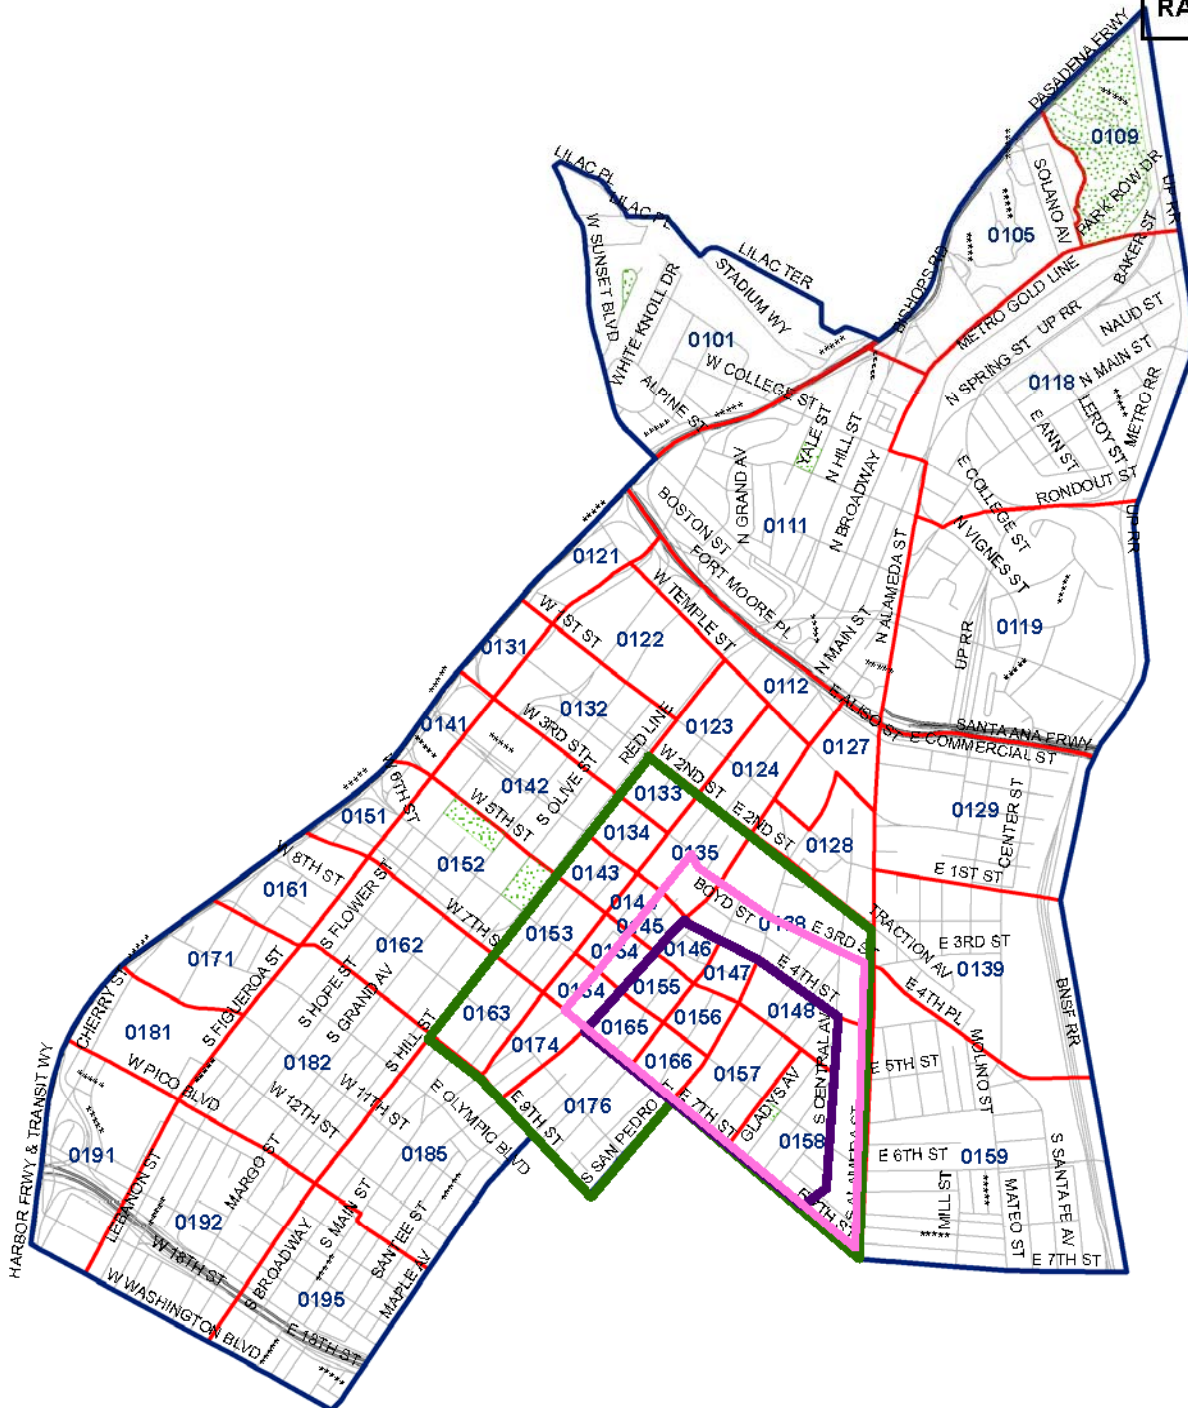 RA
PASADENA FRWY
0109
LILAC PL
LILAC PL
SOLANO AV
PARK ROW DR
UP RR
0105
W SUNSET BLVD
LILAC TER
STADIUM WY
BISHOPS RD
BAKER ST
METRO GOLD LINE
WHITE KNOLL DR
0101
W COLLEGE ST
UP RR
NAUD ST
N SPRING ST
N MAIN ST
0118
ALPINE ST
YALE ST
N HILL ST
LEROY ST
METRO RR
E ANN ST
N GRAND AV
N BROADWAY
E COLLEGE ST
RONDOUT ST
BOSTON ST
0111
UP RR
N VIGNES ST
0121
FORT MOORE PL
W TEMPLE ST
N ALAMEDA ST
W 1ST ST
0122
N MAIN ST
0119
UP RR
0131
0112
0132
RED LINE
E ALISO ST
SANTA ANA FRWY
0141
W 3RD ST
0123
0127
E COMMERCIAL ST
W 2ND ST
0124
W 6TH ST
0142
S OLIVE ST
0133
E 2ND ST
0129
CENTER ST
W 5TH ST
0151
0134
0128
0135
0152
W 8TH ST
0143
E 1ST ST
0161
BOYD ST
S FLOWER ST
W 7TH ST
0153
E 3RD ST
TRACTION AV
E 3RD ST
0162
0146
0171
0147
E 4TH ST
0139
E 4TH PL
BNSF RR
CHERRY ST
S FIGUEROA ST
S HOPE ST
S GRAND AV
0155
0148
0163
0156
0181
0165
S HILL ST
0174
S CENTRAL AV
MOLINO ST
0182
0166
0157
E 5TH ST
W PICO BLVD
W 11TH ST
W 12TH ST
E OLYMPIC BLVD
E 9TH ST
0176
E 7TH ST
GLADYS AV
HARBOR FRWY & TRANSIT WY
S SAN PEDRO
S ALAMEDA ST
0158
E 6TH ST
0159
0191
0185
MARGO ST
LEBANON ST
S MAIN ST
E 7TH ST
MILL ST
MATEO ST
S SANTA FE AV
0192
SANTEE ST
W 18TH ST
S BROADWAY
MAPLE AV
E 7TH ST
W WASHINGTON BLVD
0195
E 18TH ST